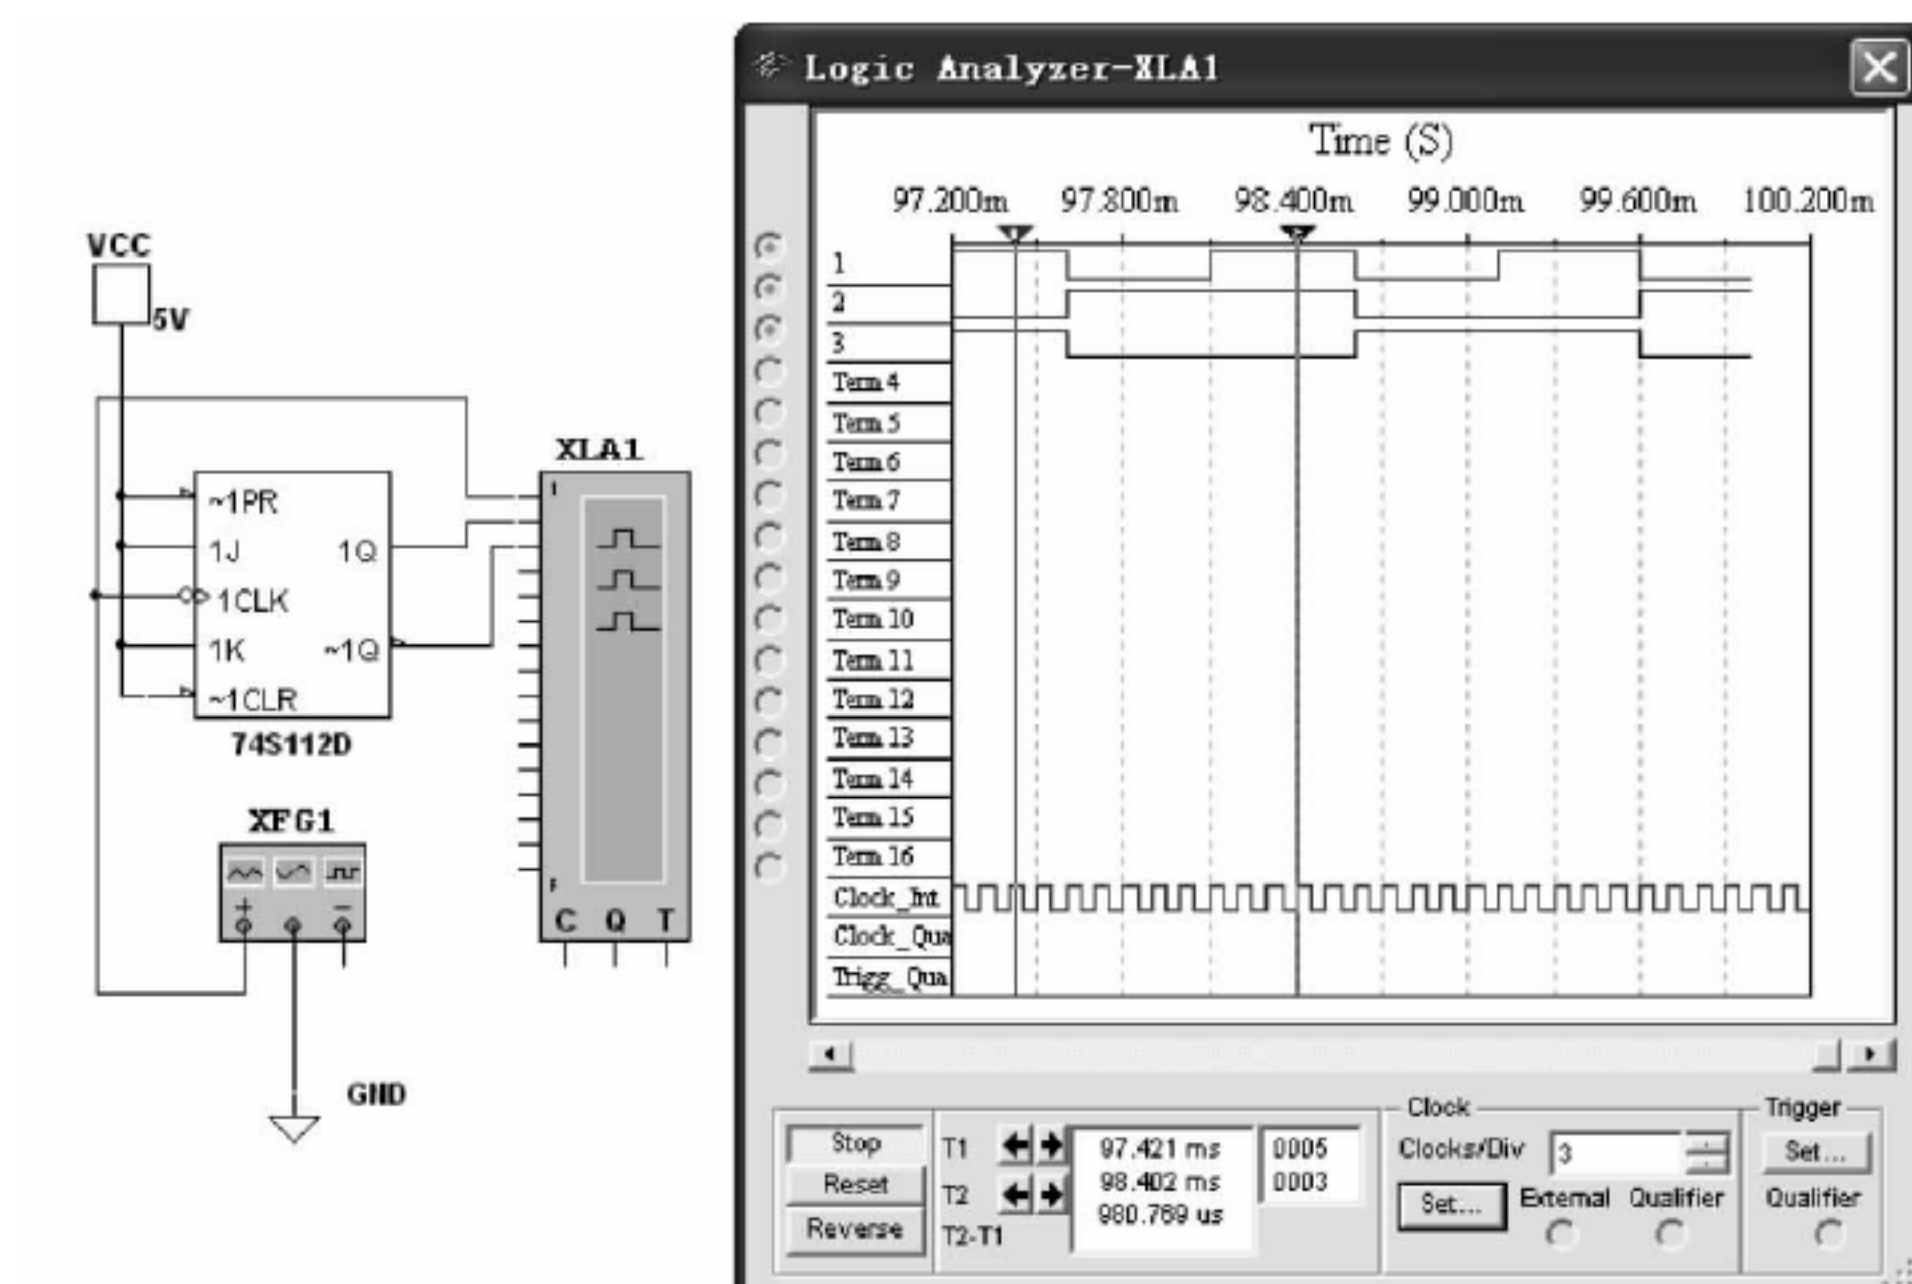 VCC
5V
~1PR
1J
1Q
1CLK
1K
~1Q
~1CLR
74S112D
XLA1
1
F
C Q T
XFG1
+
−
GND
Logic Analyzer-XLA1
Time (S)
97.200m 97.800m 98.400m 99.000m 99.600m 100.200m
1
2
3
Term 4
Term 5
Term 6
Term 7
Term 8
Term 9
Term 10
Term 11
Term 12
Term 13
Term 14
Term 15
Term 16
Clock_Int
Clock_Qua
Trigg_Qua
Stop
Reset
Reverse
T1 97.421 ms 0005
T2 98.402 ms 0003
T2-T1 980.769 us
Clock
Clocks/Div 3
Set... External Qualifier
Trigger
Set...
Qualifier